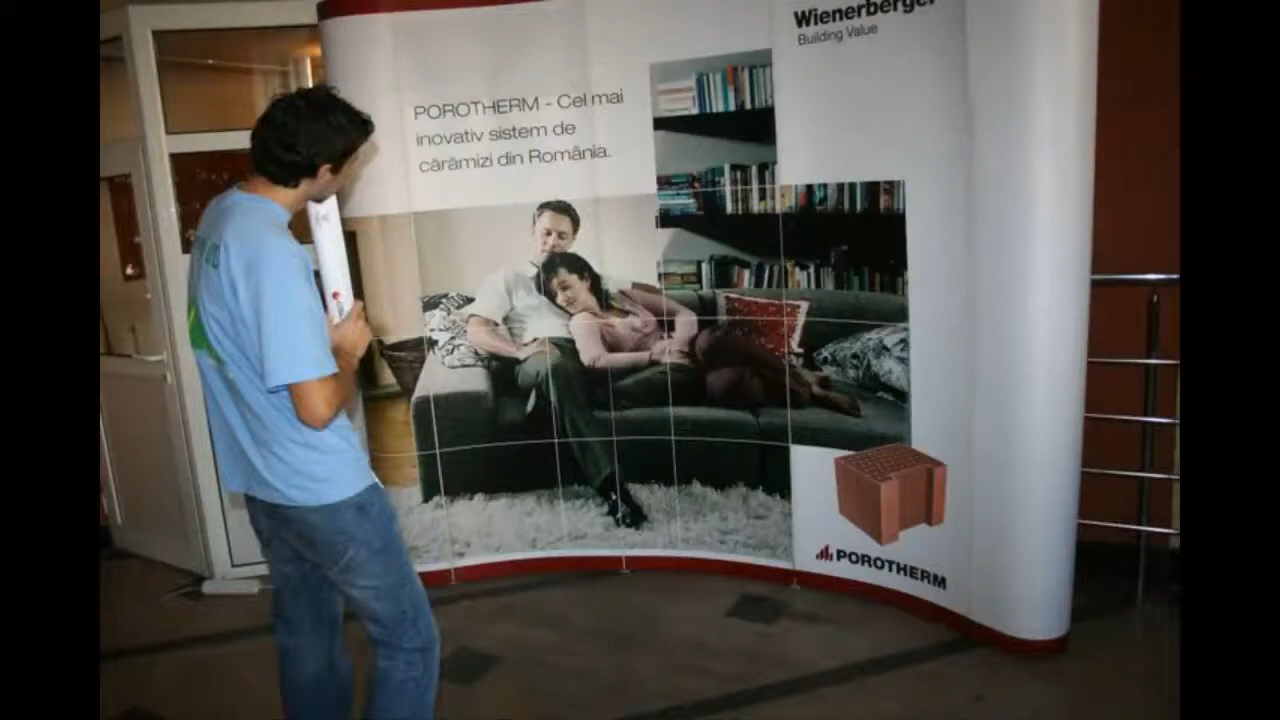 Wienerberger
Building Value
POROTHERM - Cel mai
inovativ sistem de
cărămizi din România.
POROTHERM